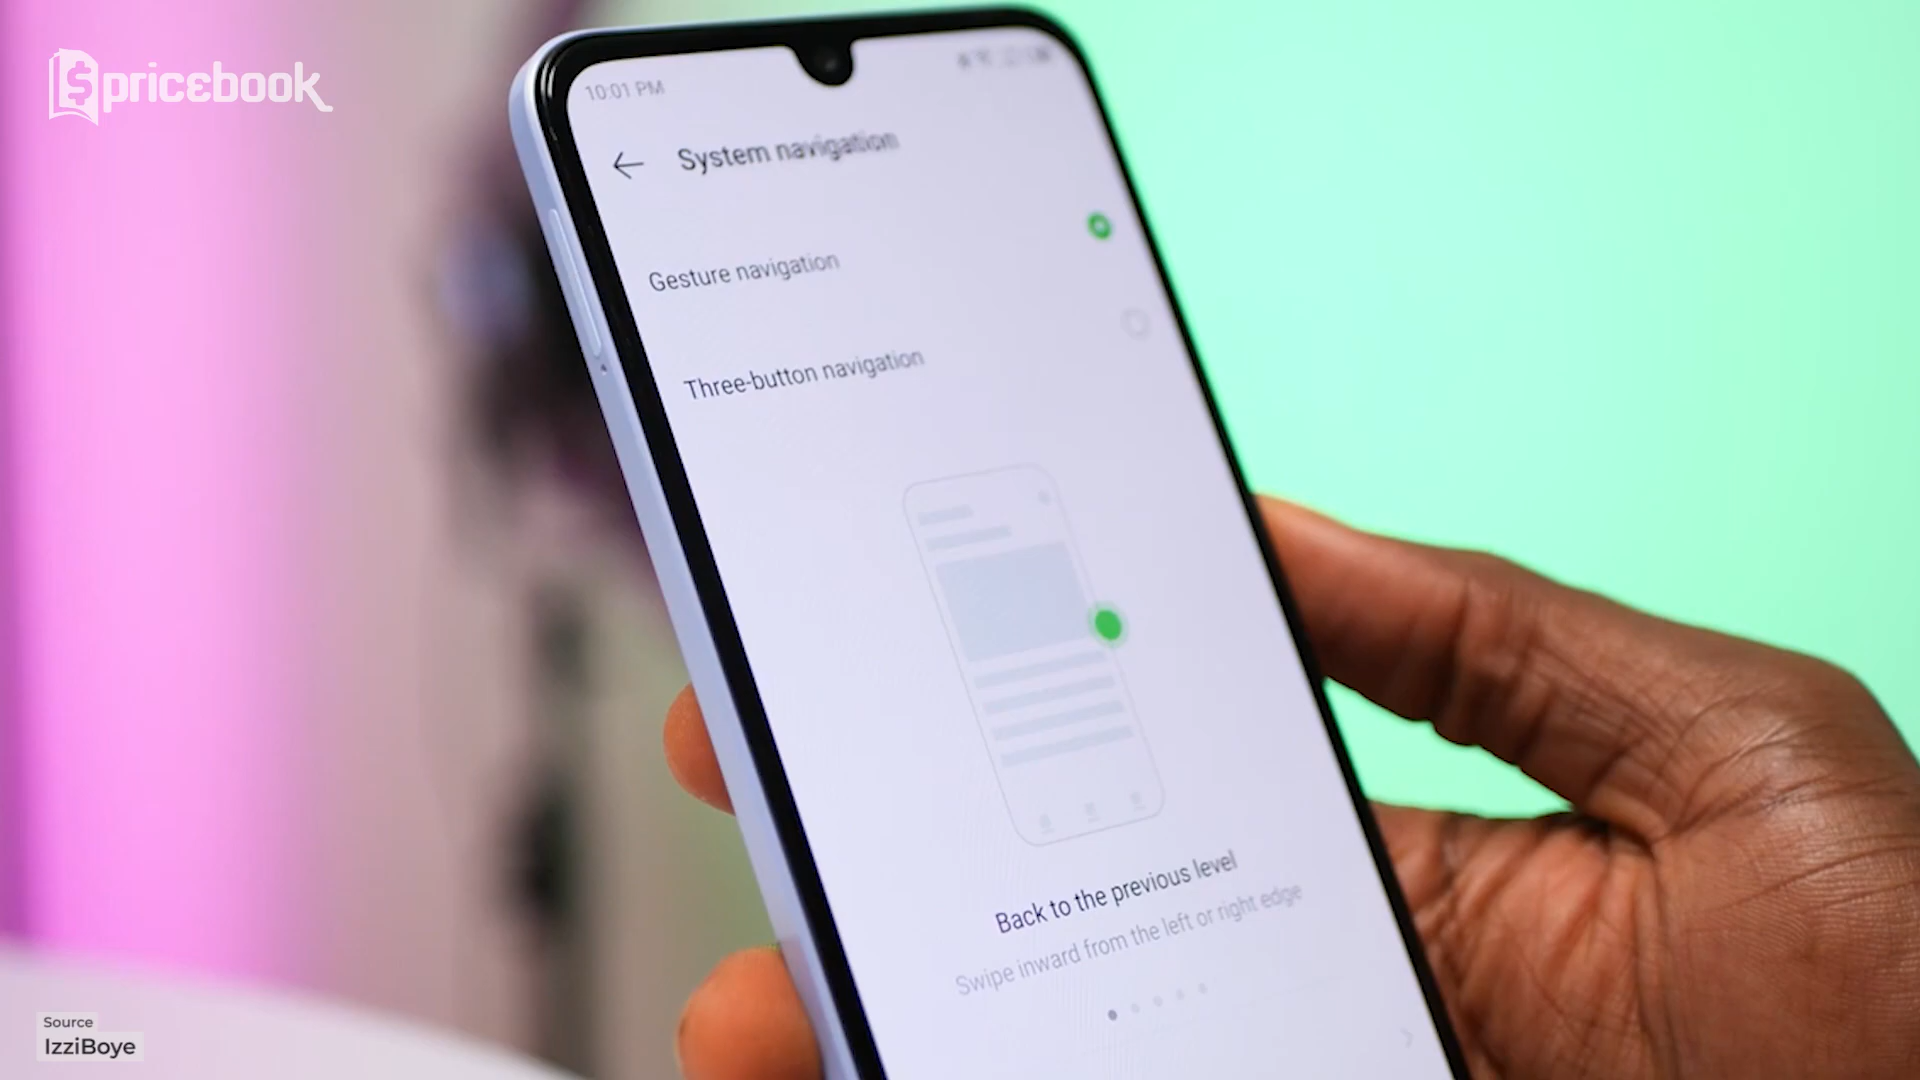 pricebook
10:01 PM
System navigation
Gesture navigation
Three-button navigation
Back to the previous level
Swipe inward from the left or right edge
Source
IzziBoye